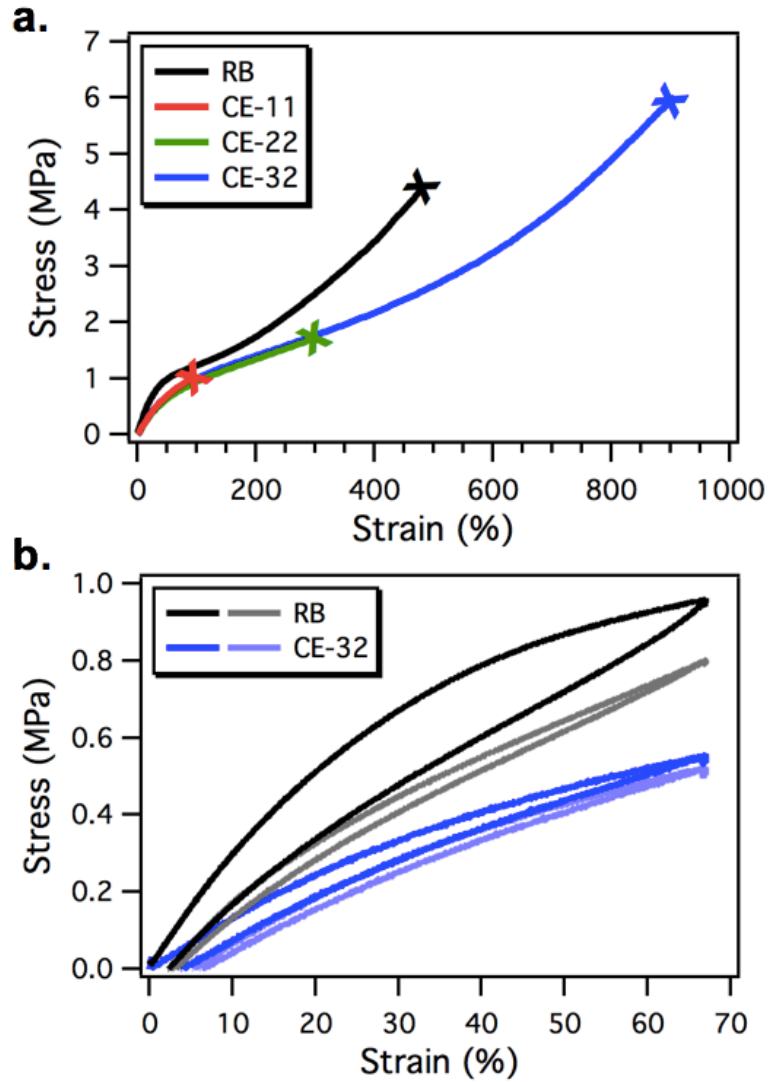 a.
7
6
5
4
3
2
1
0
Stress (MPa)
RB
CE-11
CE-22
CE-32
0 200 400 600 800 1000
Strain (%)
b.
1.0
0.8
0.6
0.4
0.2
0.0
Stress (MPa)
RB
CE-32
0 10 20 30 40 50 60 70
Strain (%)